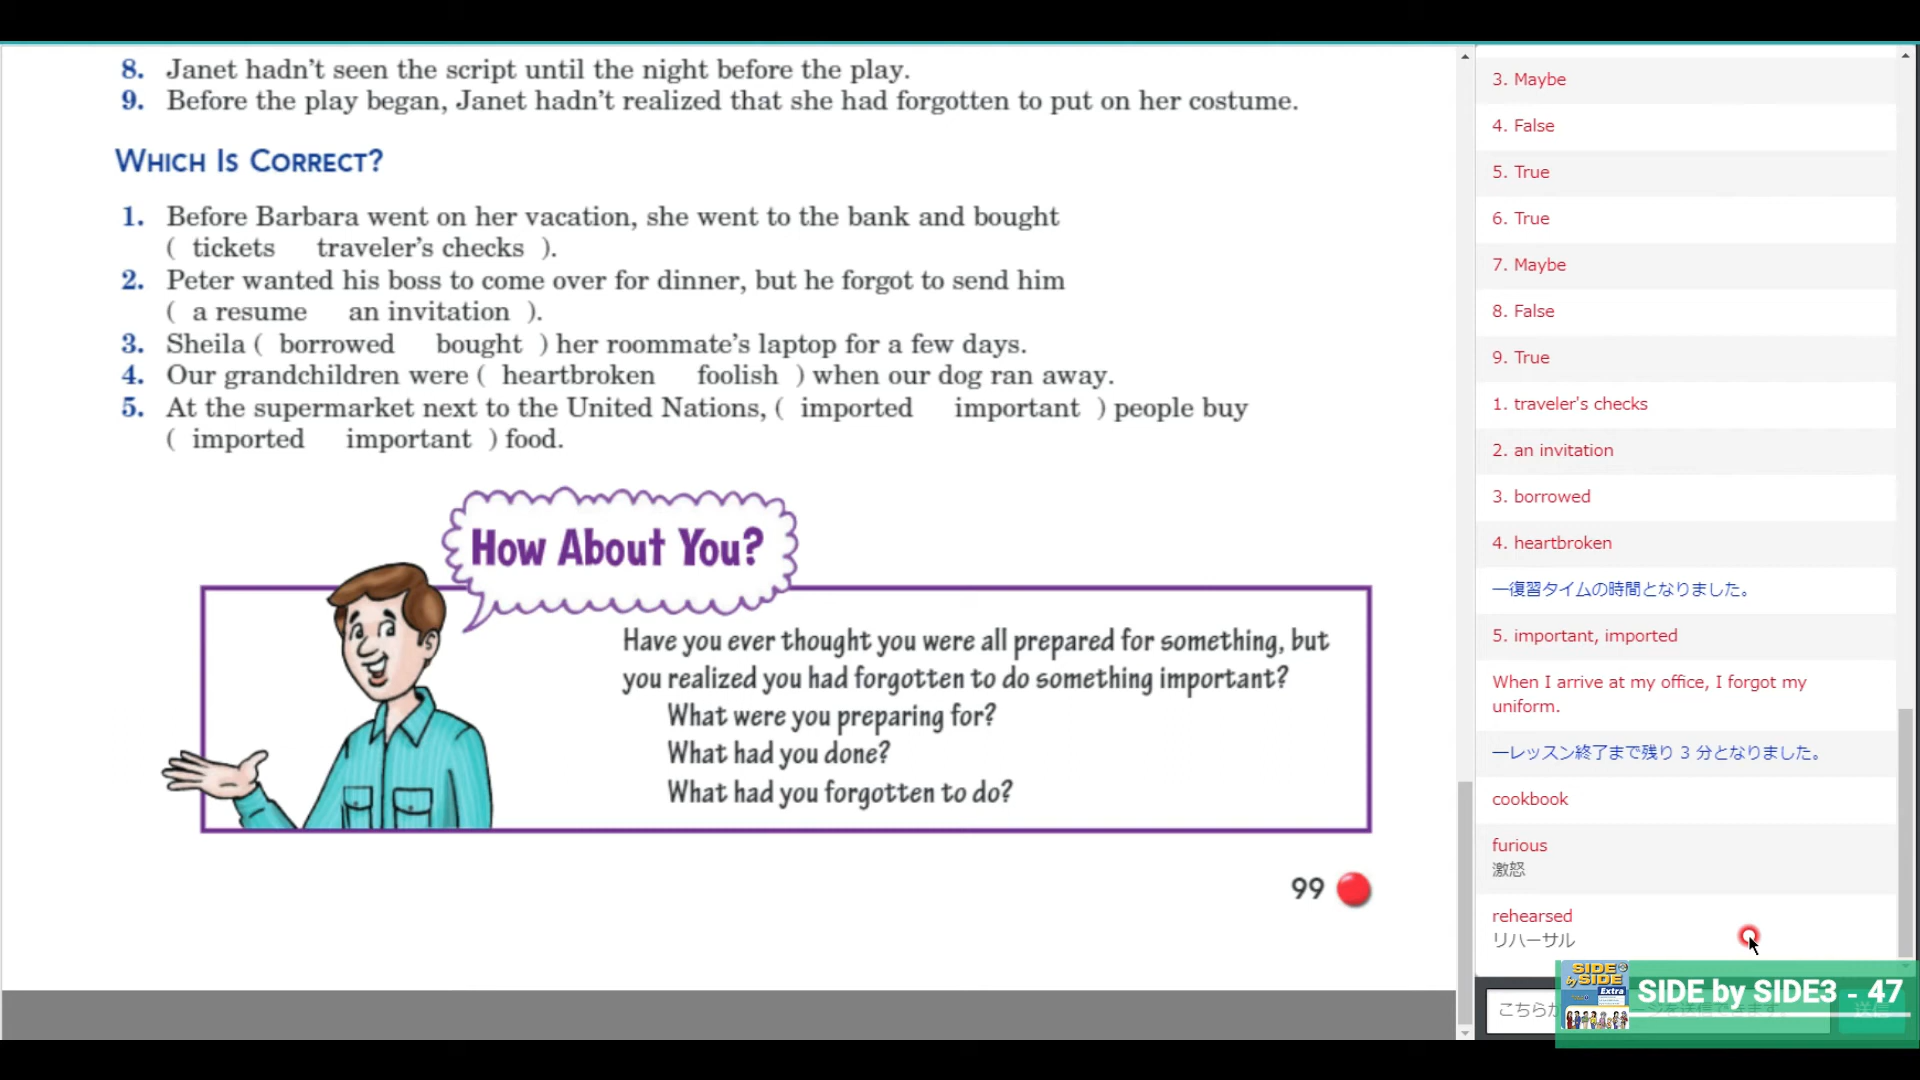 8. Janet hadn't seen the script until the night before the play.
9. Before the play began, Janet hadn't realized that she had forgotten to put on her costume.
WHICH IS CORRECT?
1. Before Barbara went on her vacation, she went to the bank and bought
( tickets traveler's checks ).
2. Peter wanted his boss to come over for dinner, but he forgot to send him
( a resume an invitation ).
3. Sheila ( borrowed bought ) her roommate's laptop for a few days.
4. Our grandchildren were ( heartbroken foolish ) when our dog ran away.
5. At the supermarket next to the United Nations, ( imported important ) people buy
( imported important ) food.
How About You?
Have you ever thought you were all prepared for something, but
you realized you had forgotten to do something important?
What were you preparing for?
What had you done?
What had you forgotten to do?
99
3. Maybe
4. False
5. True
6. True
7. Maybe
8. False
9. True
1. traveler's checks
2. an invitation
3. borrowed
4. heartbroken
—復習タイムの時間となりました。
5. important, imported
When I arrive at my office, I forgot my
uniform.
—レッスン終了まで残り 3 分となりました。
cookbook
furious
激怒
rehearsed
リハーサル
SIDE by SIDE Extra
SIDE by SIDE3 - 47
こちらか
送信